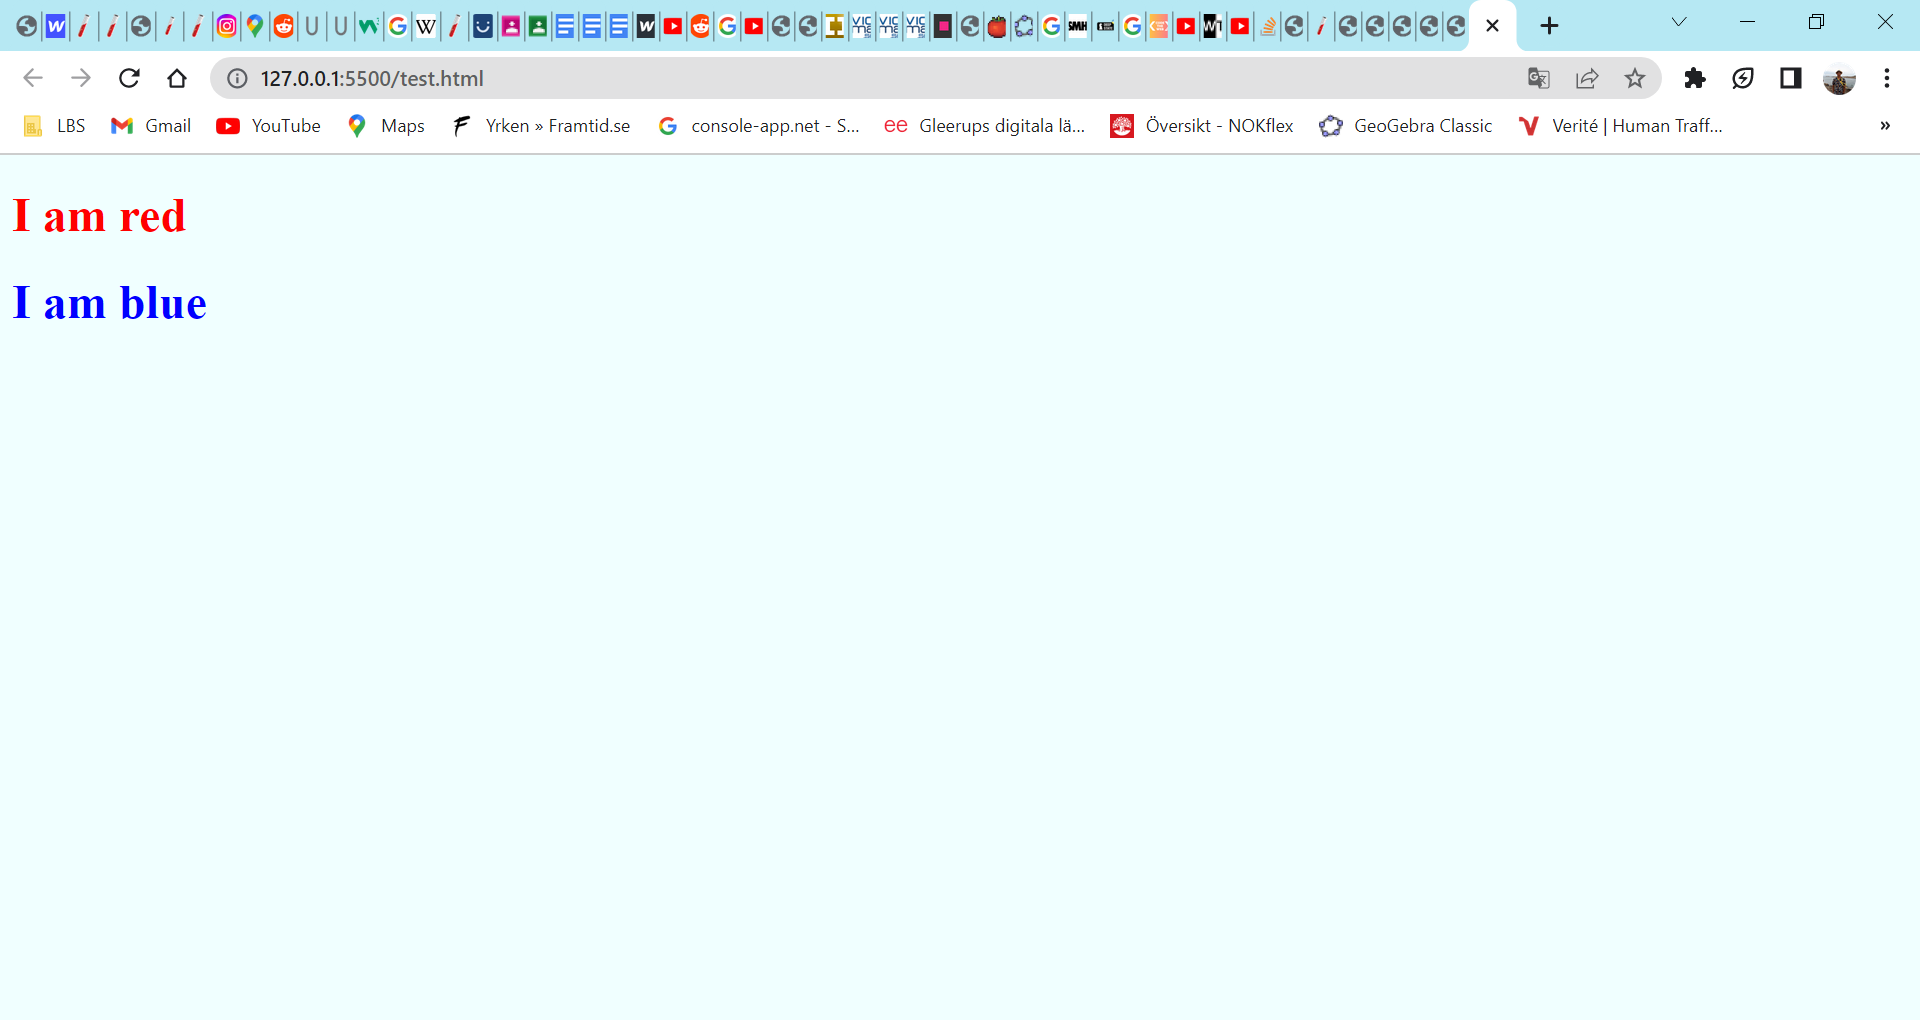 127.0.0.1:5500/test.html
LBS Gmail YouTube Maps Yrken » Framtid.se console-app.net - S... ee Gleerups digitala lä... Översikt - NOKflex GeoGebra Classic Verité | Human Traff... »
I am red
I am blue